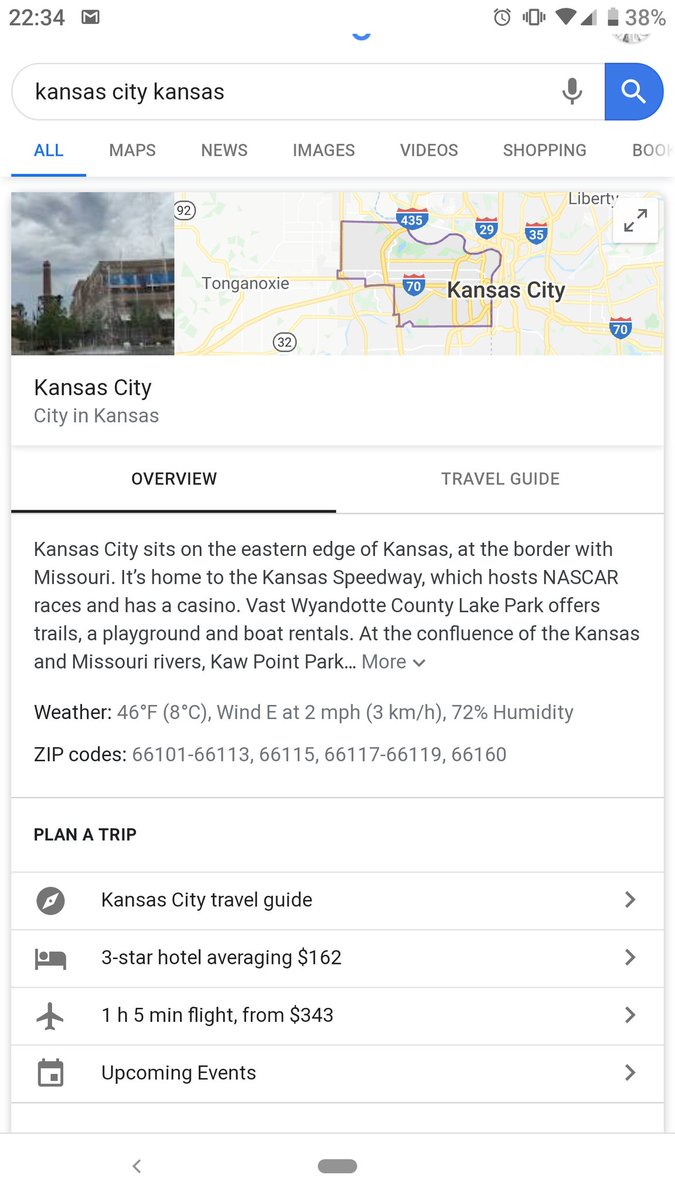 22:34
38%
kansas city kansas
ALL MAPS NEWS IMAGES VIDEOS SHOPPING BOOK
92
435
29
35
Liberty
Tonganoxie
70
Kansas City
70
32
Kansas City
City in Kansas
OVERVIEW TRAVEL GUIDE
Kansas City sits on the eastern edge of Kansas, at the border with
Missouri. It’s home to the Kansas Speedway, which hosts NASCAR
races and has a casino. Vast Wyandotte County Lake Park offers
trails, a playground and boat rentals. At the confluence of the Kansas
and Missouri rivers, Kaw Point Park… More
Weather: 46°F (8°C), Wind E at 2 mph (3 km/h), 72% Humidity
ZIP codes: 66101-66113, 66115, 66117-66119, 66160
PLAN A TRIP
Kansas City travel guide
3-star hotel averaging $162
1 h 5 min flight, from $343
Upcoming Events